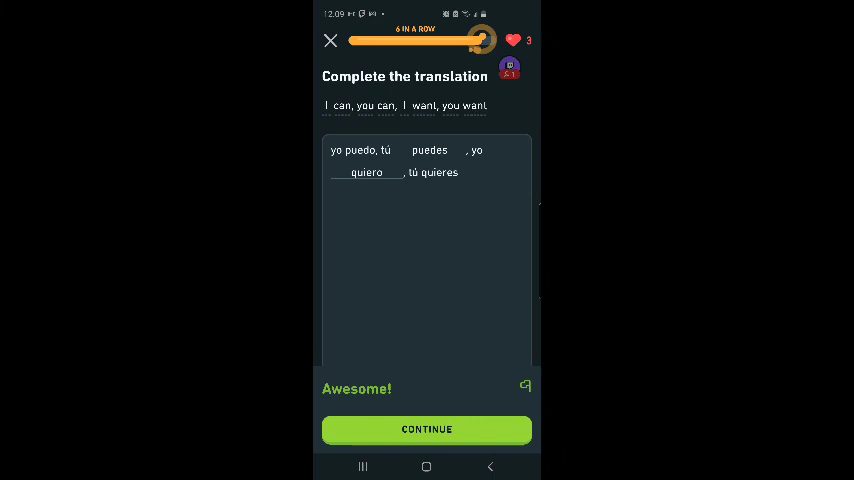 12.09
6 IN A ROW
3
1
Complete the translation
I can, you can, I want, you want
yo puedo, tú puedes, yo
quiero, tú quieres
Awesome!
CONTINUE